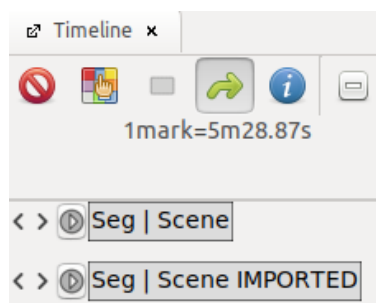 Timeline
1mark=5m28.87s
Seg | Scene
Seg | Scene IMPORTED